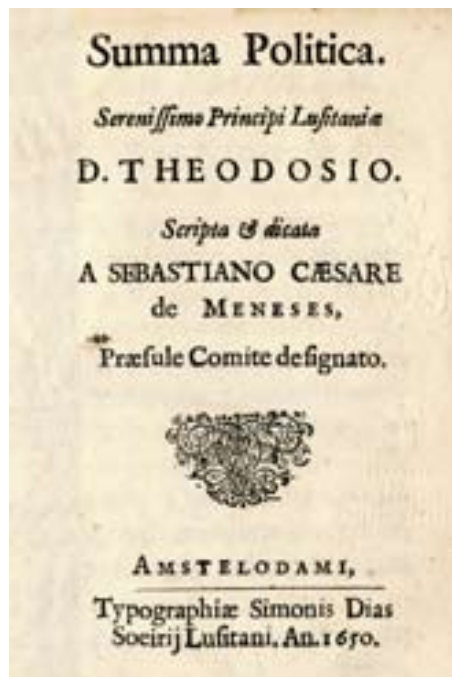 Summa Politica.
Sereniſſimo Principi Luſitaniæ
D. THEODOSIO.
Scripta & dicata
A SEBASTIANO CÆSARE
de MENESES,
Præſule Comite deſignato.
AMSTELODAMI,
Typographiæ Simonis Dias
Soeirij Luſitani. An. 1650.